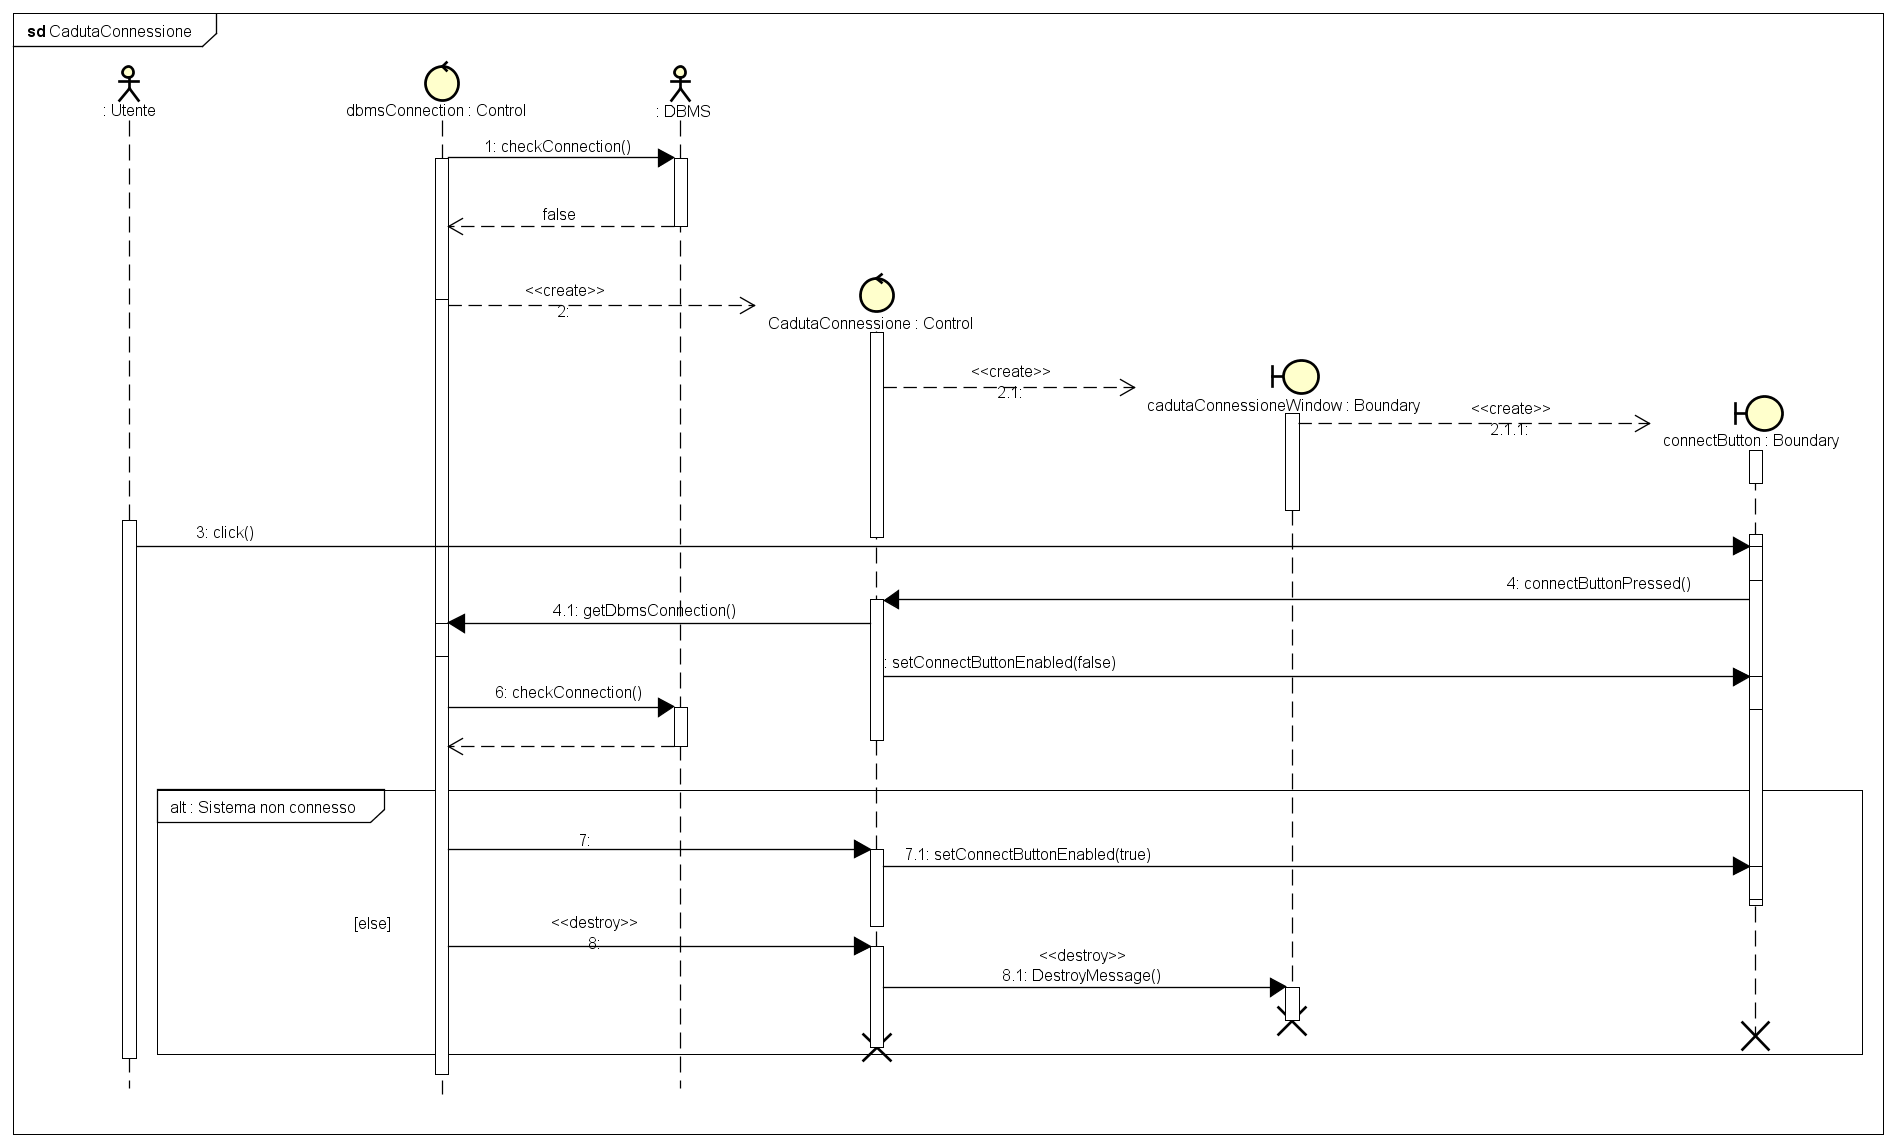 sd CadutaConnessione
: Utente
dbmsConnection : Control
: DBMS
1: checkConnection()
false
<<create>>
2:
CadutaConnessione : Control
<<create>>
2.1:
cadutaConnessioneWindow : Boundary
<<create>>
2.1.1:
connectButton : Boundary
3: click()
4: connectButtonPressed()
4.1: getDbmsConnection()
: setConnectButtonEnabled(false)
6: checkConnection()
alt : Sistema non connesso
7:
7.1: setConnectButtonEnabled(true)
[else]
<<destroy>>
8:
<<destroy>>
8.1: DestroyMessage()